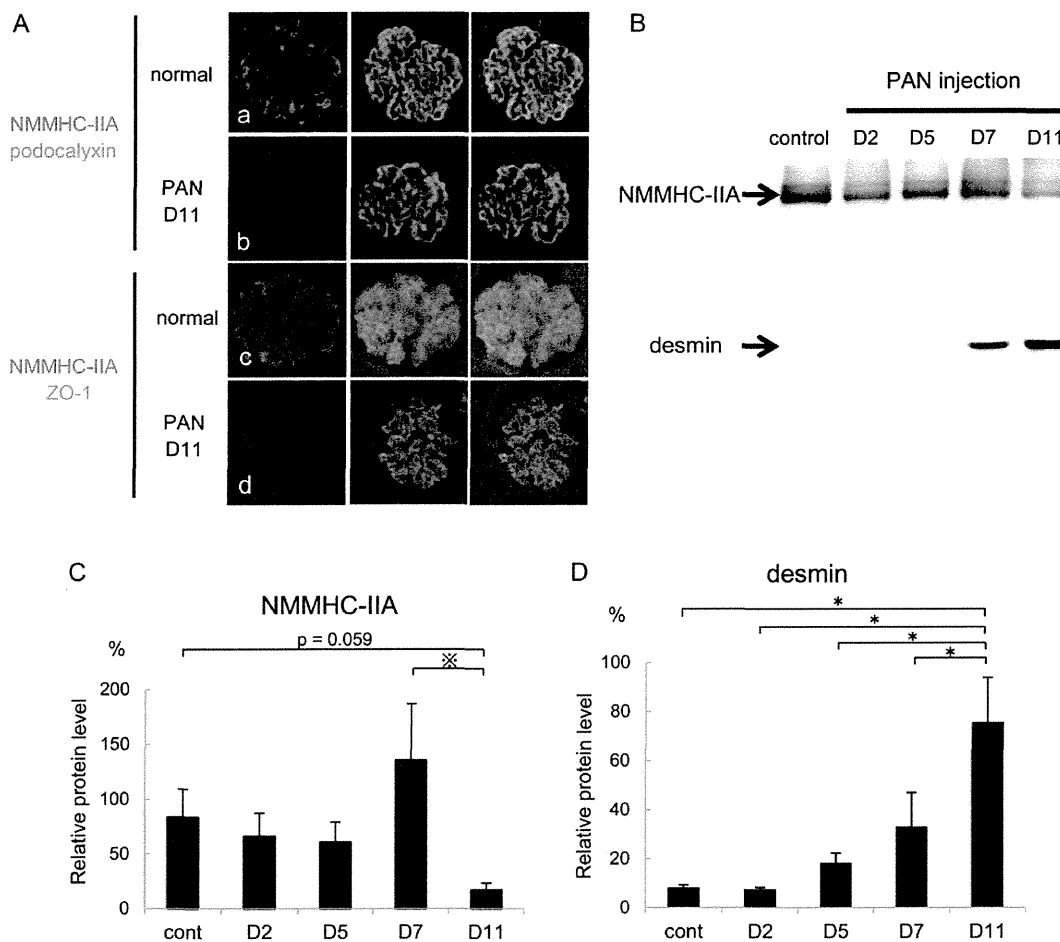 A
normal
NMMHC-IIA
podocalyxin
PAN
D11
normal
NMMHC-IIA
ZO-1
PAN
D11
a
b
c
d
B
PAN injection
control D2 D5 D7 D11
NMMHC-IIA
desmin
C
NMMHC-IIA
%
p = 0.059
※
Relative protein level
200
150
100
50
0
cont D2 D5 D7 D11
D
desmin
%
*
*
*
*
Relative protein level
100
80
60
40
20
0
cont D2 D5 D7 D11